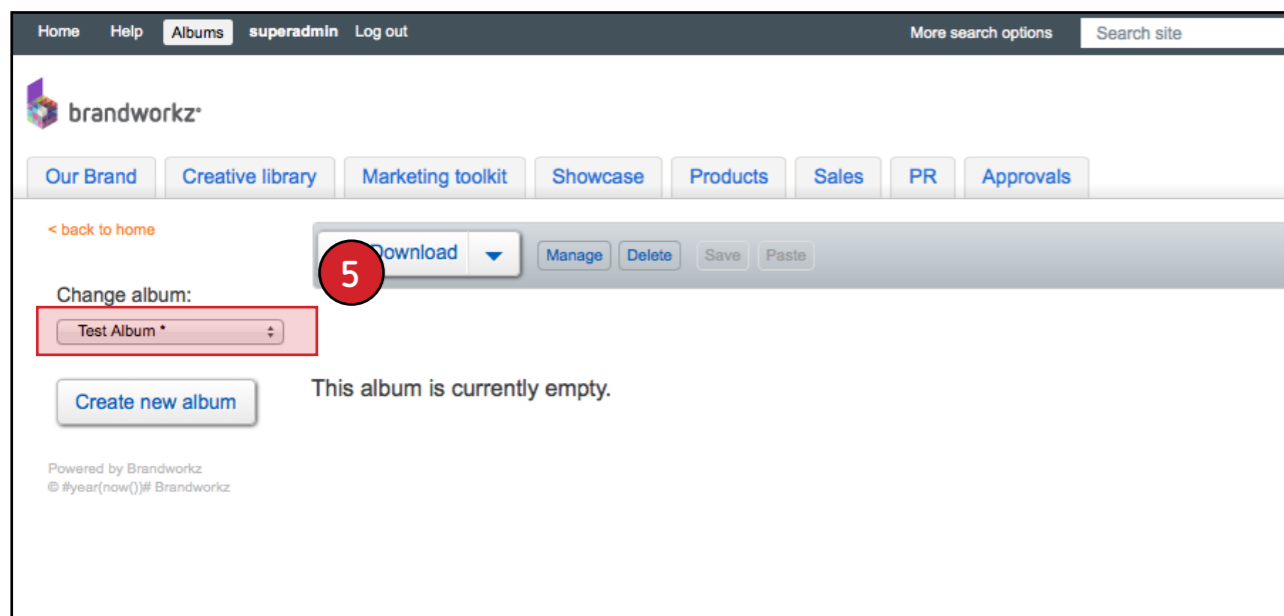 Home Help Albums superadmin Log out More search options Search site
brandworkz
Our Brand Creative library Marketing toolkit Showcase Products Sales PR Approvals
< back to home
5 Download Manage Delete Save Paste
Change album:
Test Album *
Create new album
This album is currently empty.
Powered by Brandworkz
© #year(now())# Brandworkz